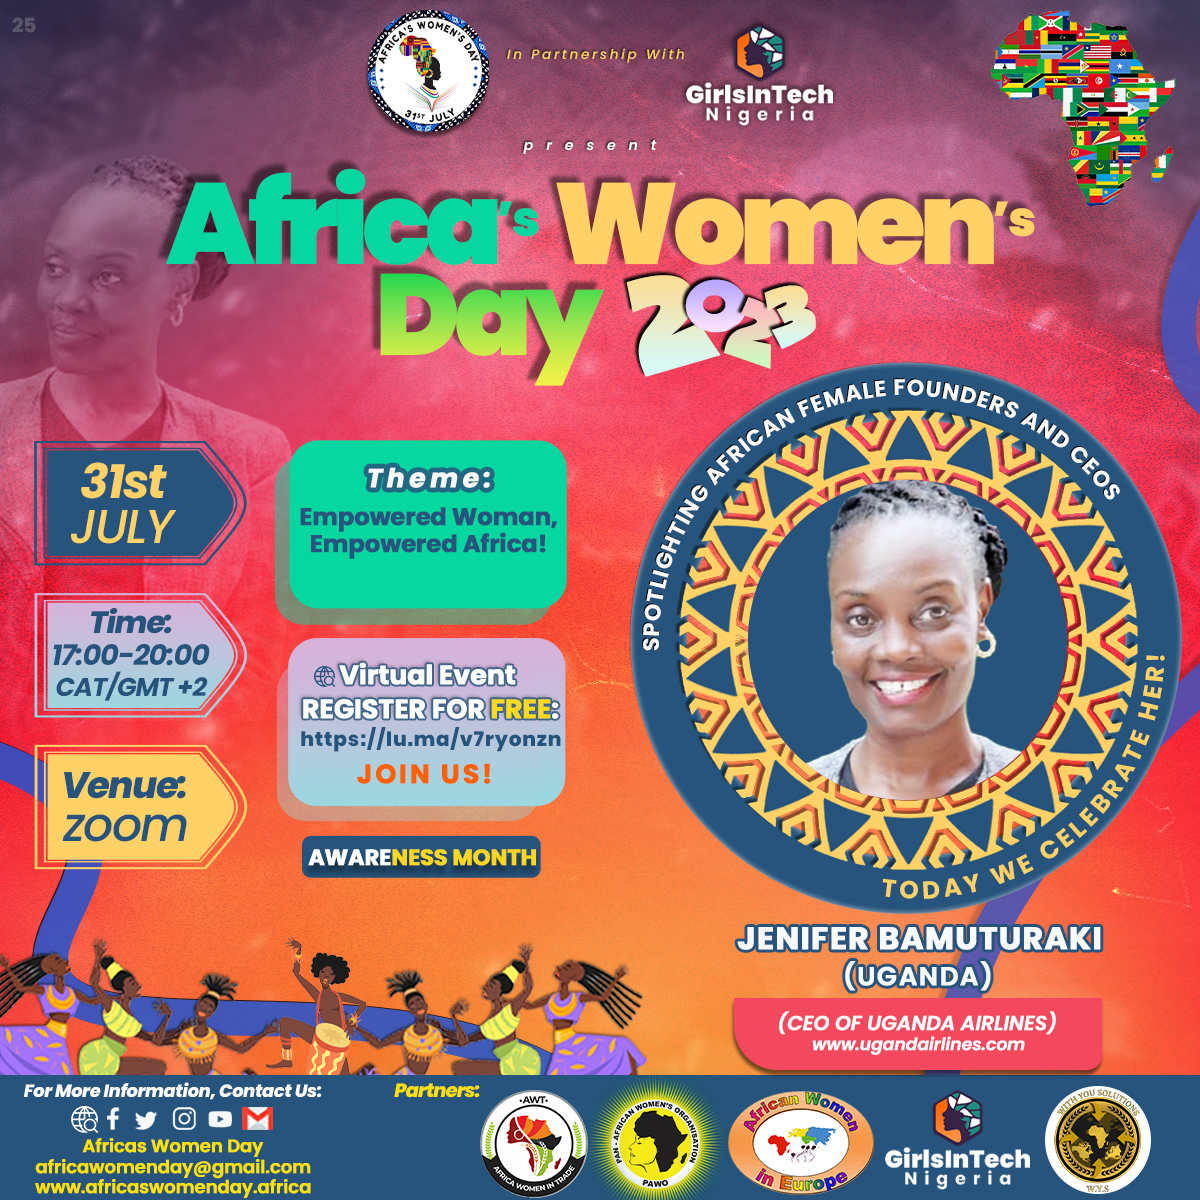 25
AFRICA'S WOMEN'S DAY
31ST JULY
In Partnership With
GirlsInTech
Nigeria
present
Africa's Women's
Day 2023
31st
JULY
Time:
17:00-20:00
CAT/GMT +2
Venue:
zoom
Theme:
Empowered Woman,
Empowered Africa!
Virtual Event
REGISTER FOR FREE:
https://lu.ma/v7ryonzn
JOIN US!
AWARENESS MONTH
SPOTLIGHTING AFRICAN FEMALE FOUNDERS AND CEOS
TODAY WE CELEBRATE HER!
JENIFER BAMUTURAKI
(UGANDA)
(CEO OF UGANDA AIRLINES)
www.ugandairlines.com
For More Information, Contact Us:
Africas Women Day
africawomenday@gmail.com
www.africaswomenday.africa
Partners:
·AWT·
AFRICA WOMEN IN TRADE
PAN - AFRICAN WOMEN'S ORGANISATION
PAWO
African Women
in Europe
GirlsInTech
Nigeria
WITH YOU SOLUTIONS
W.Y.S